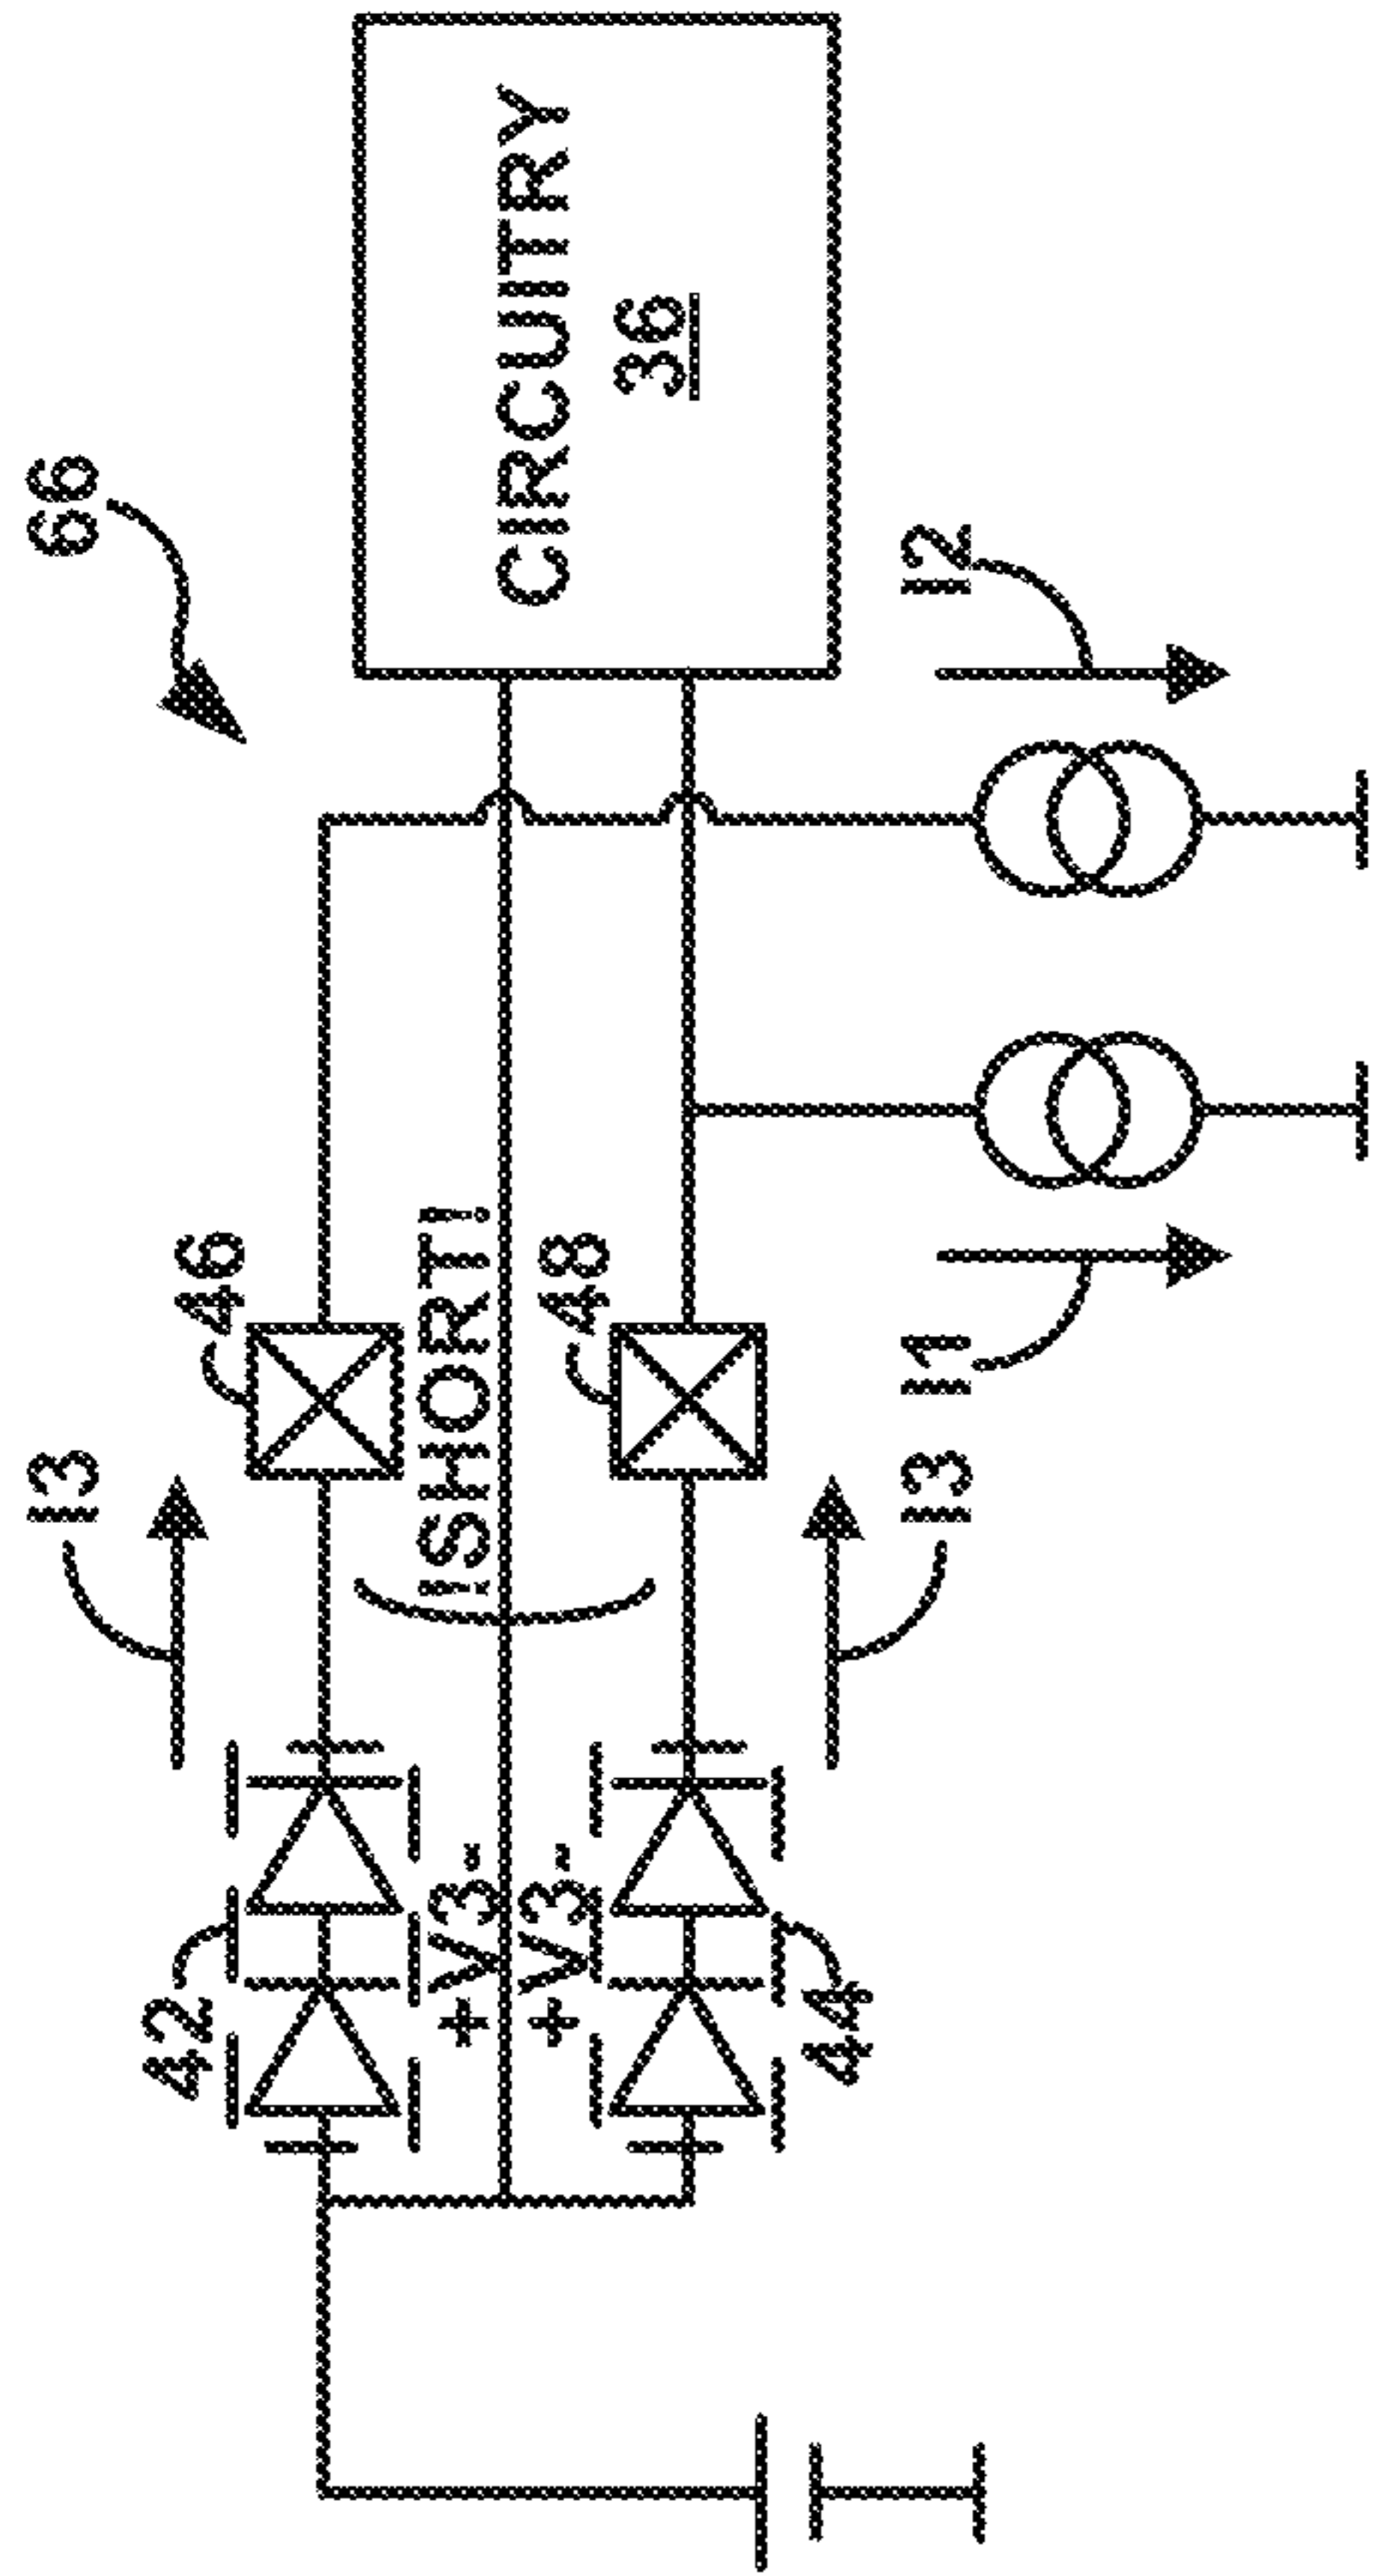 I3
66
42
46
+V3-
!SHORT!
CIRCUITRY
+V3-
48
36
44
I3
I1
I2